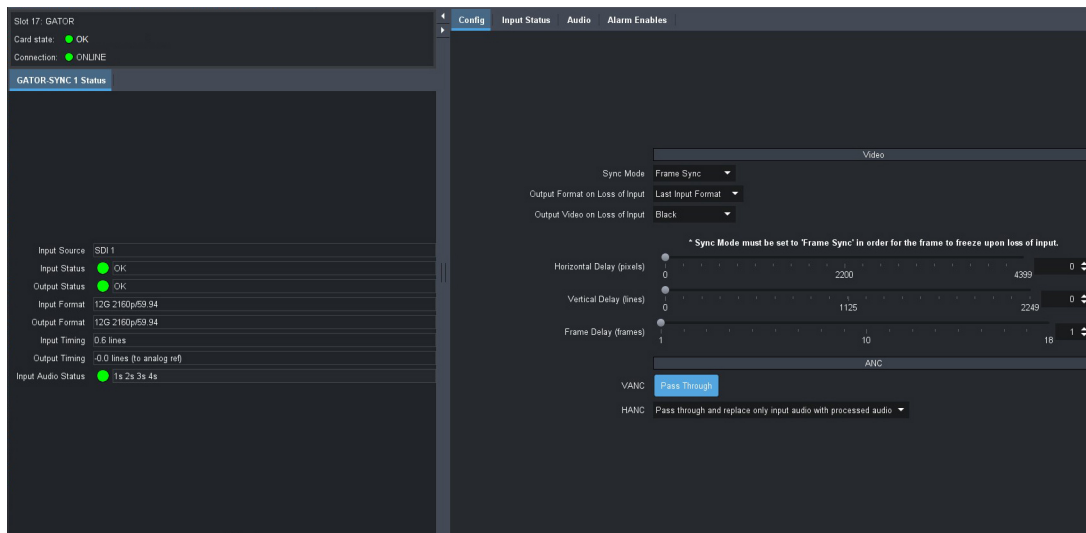 Slot 17: GATOR
Card state: OK
Connection: ONLINE
GATOR-SYNC 1 Status
Input Source SDI 1
Input Status OK
Output Status OK
Input Format 12G 2160p/59.94
Output Format 12G 2160p/59.94
Input Timing 0.6 lines
Output Timing -0.0 lines (to analog ref)
Input Audio Status 1s 2s 3s 4s
Config Input Status Audio Alarm Enables
Video
Sync Mode Frame Sync
Output Format on Loss of Input Last Input Format
Output Video on Loss of Input Black
* Sync Mode must be set to 'Frame Sync' in order for the frame to freeze upon loss of input.
Horizontal Delay (pixels) 0
0 2200 4399
Vertical Delay (lines) 0
0 1125 2249
Frame Delay (frames) 1
1 10 18
ANC
VANC Pass Through
HANC Pass through and replace only input audio with processed audio